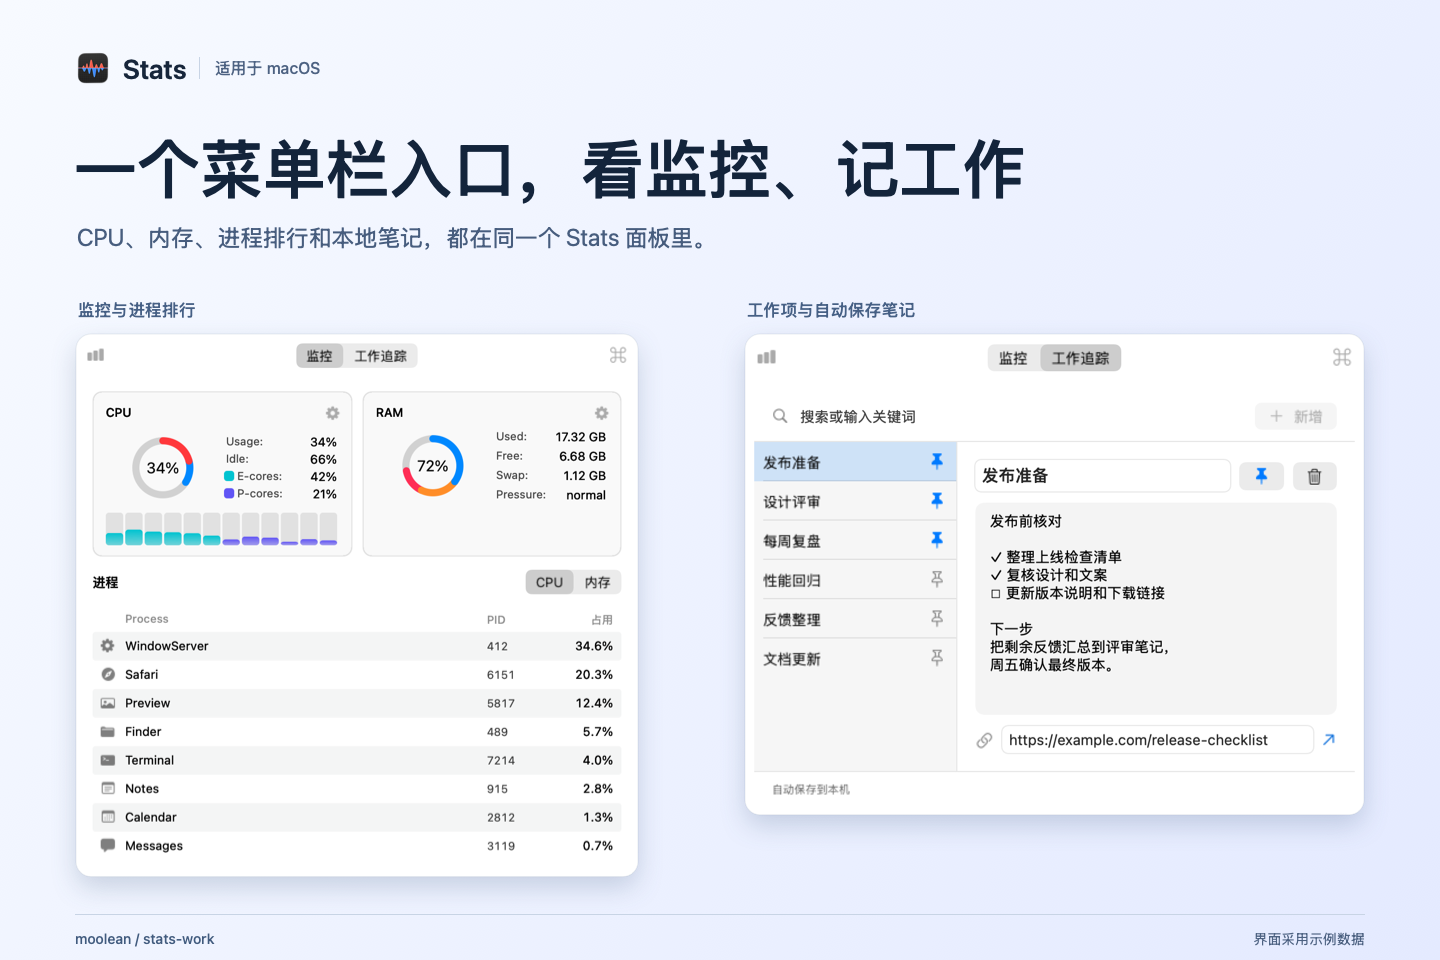 Stats
适用于 macOS
一个菜单栏入口，看监控、记工作
CPU、内存、进程排行和本地笔记，都在同一个 Stats 面板里。
监控与进程排行
监控
工作追踪
CPU
34%
Usage: 34%
Idle: 66%
E-cores: 42%
P-cores: 21%
RAM
72%
Used: 17.32 GB
Free: 6.68 GB
Swap: 1.12 GB
Pressure: normal
进程
CPU
内存
Process PID 占用
WindowServer 412 34.6%
Safari 6151 20.3%
Preview 5817 12.4%
Finder 489 5.7%
Terminal 7214 4.0%
Notes 915 2.8%
Calendar 2812 1.3%
Messages 3119 0.7%
工作项与自动保存笔记
监控
工作追踪
搜索或输入关键词
新增
发布准备
设计评审
每周复盘
性能回归
反馈整理
文档更新
发布准备
发布前核对
✓ 整理上线检查清单
✓ 复核设计和文案
□ 更新版本说明和下载链接
下一步
把剩余反馈汇总到评审笔记，
周五确认最终版本。
https://example.com/release-checklist
自动保存到本机
moolean / stats-work
界面采用示例数据